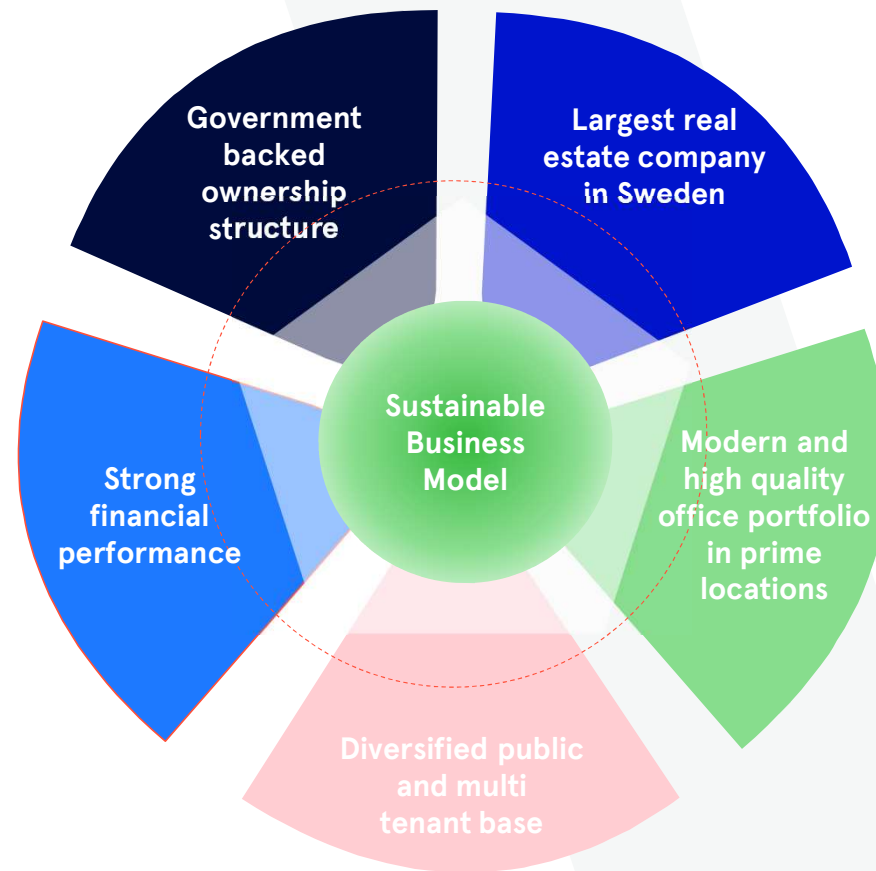 Government
backed
ownership
structure
Largest real
estate company
in Sweden
Sustainable
Business
Model
Modern and
high quality
office portfolio
in prime
locations
Strong
financial
performance
Diversified public
and multi
tenant base